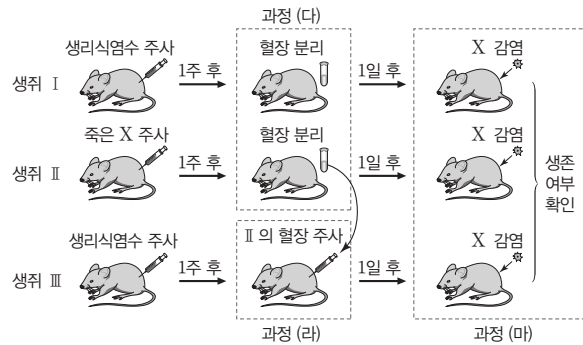 과정 (다)
생리식염수 주사
혈장 분리
X 감염
생쥐 Ⅰ
1주 후
1일 후
죽은 X 주사
혈장 분리
X 감염
생쥐 Ⅱ
1주 후
1일 후
생존
여부
확인
생리식염수 주사
Ⅱ의 혈장 주사
X 감염
생쥐 Ⅲ
1주 후
1일 후
과정 (라)
과정 (마)